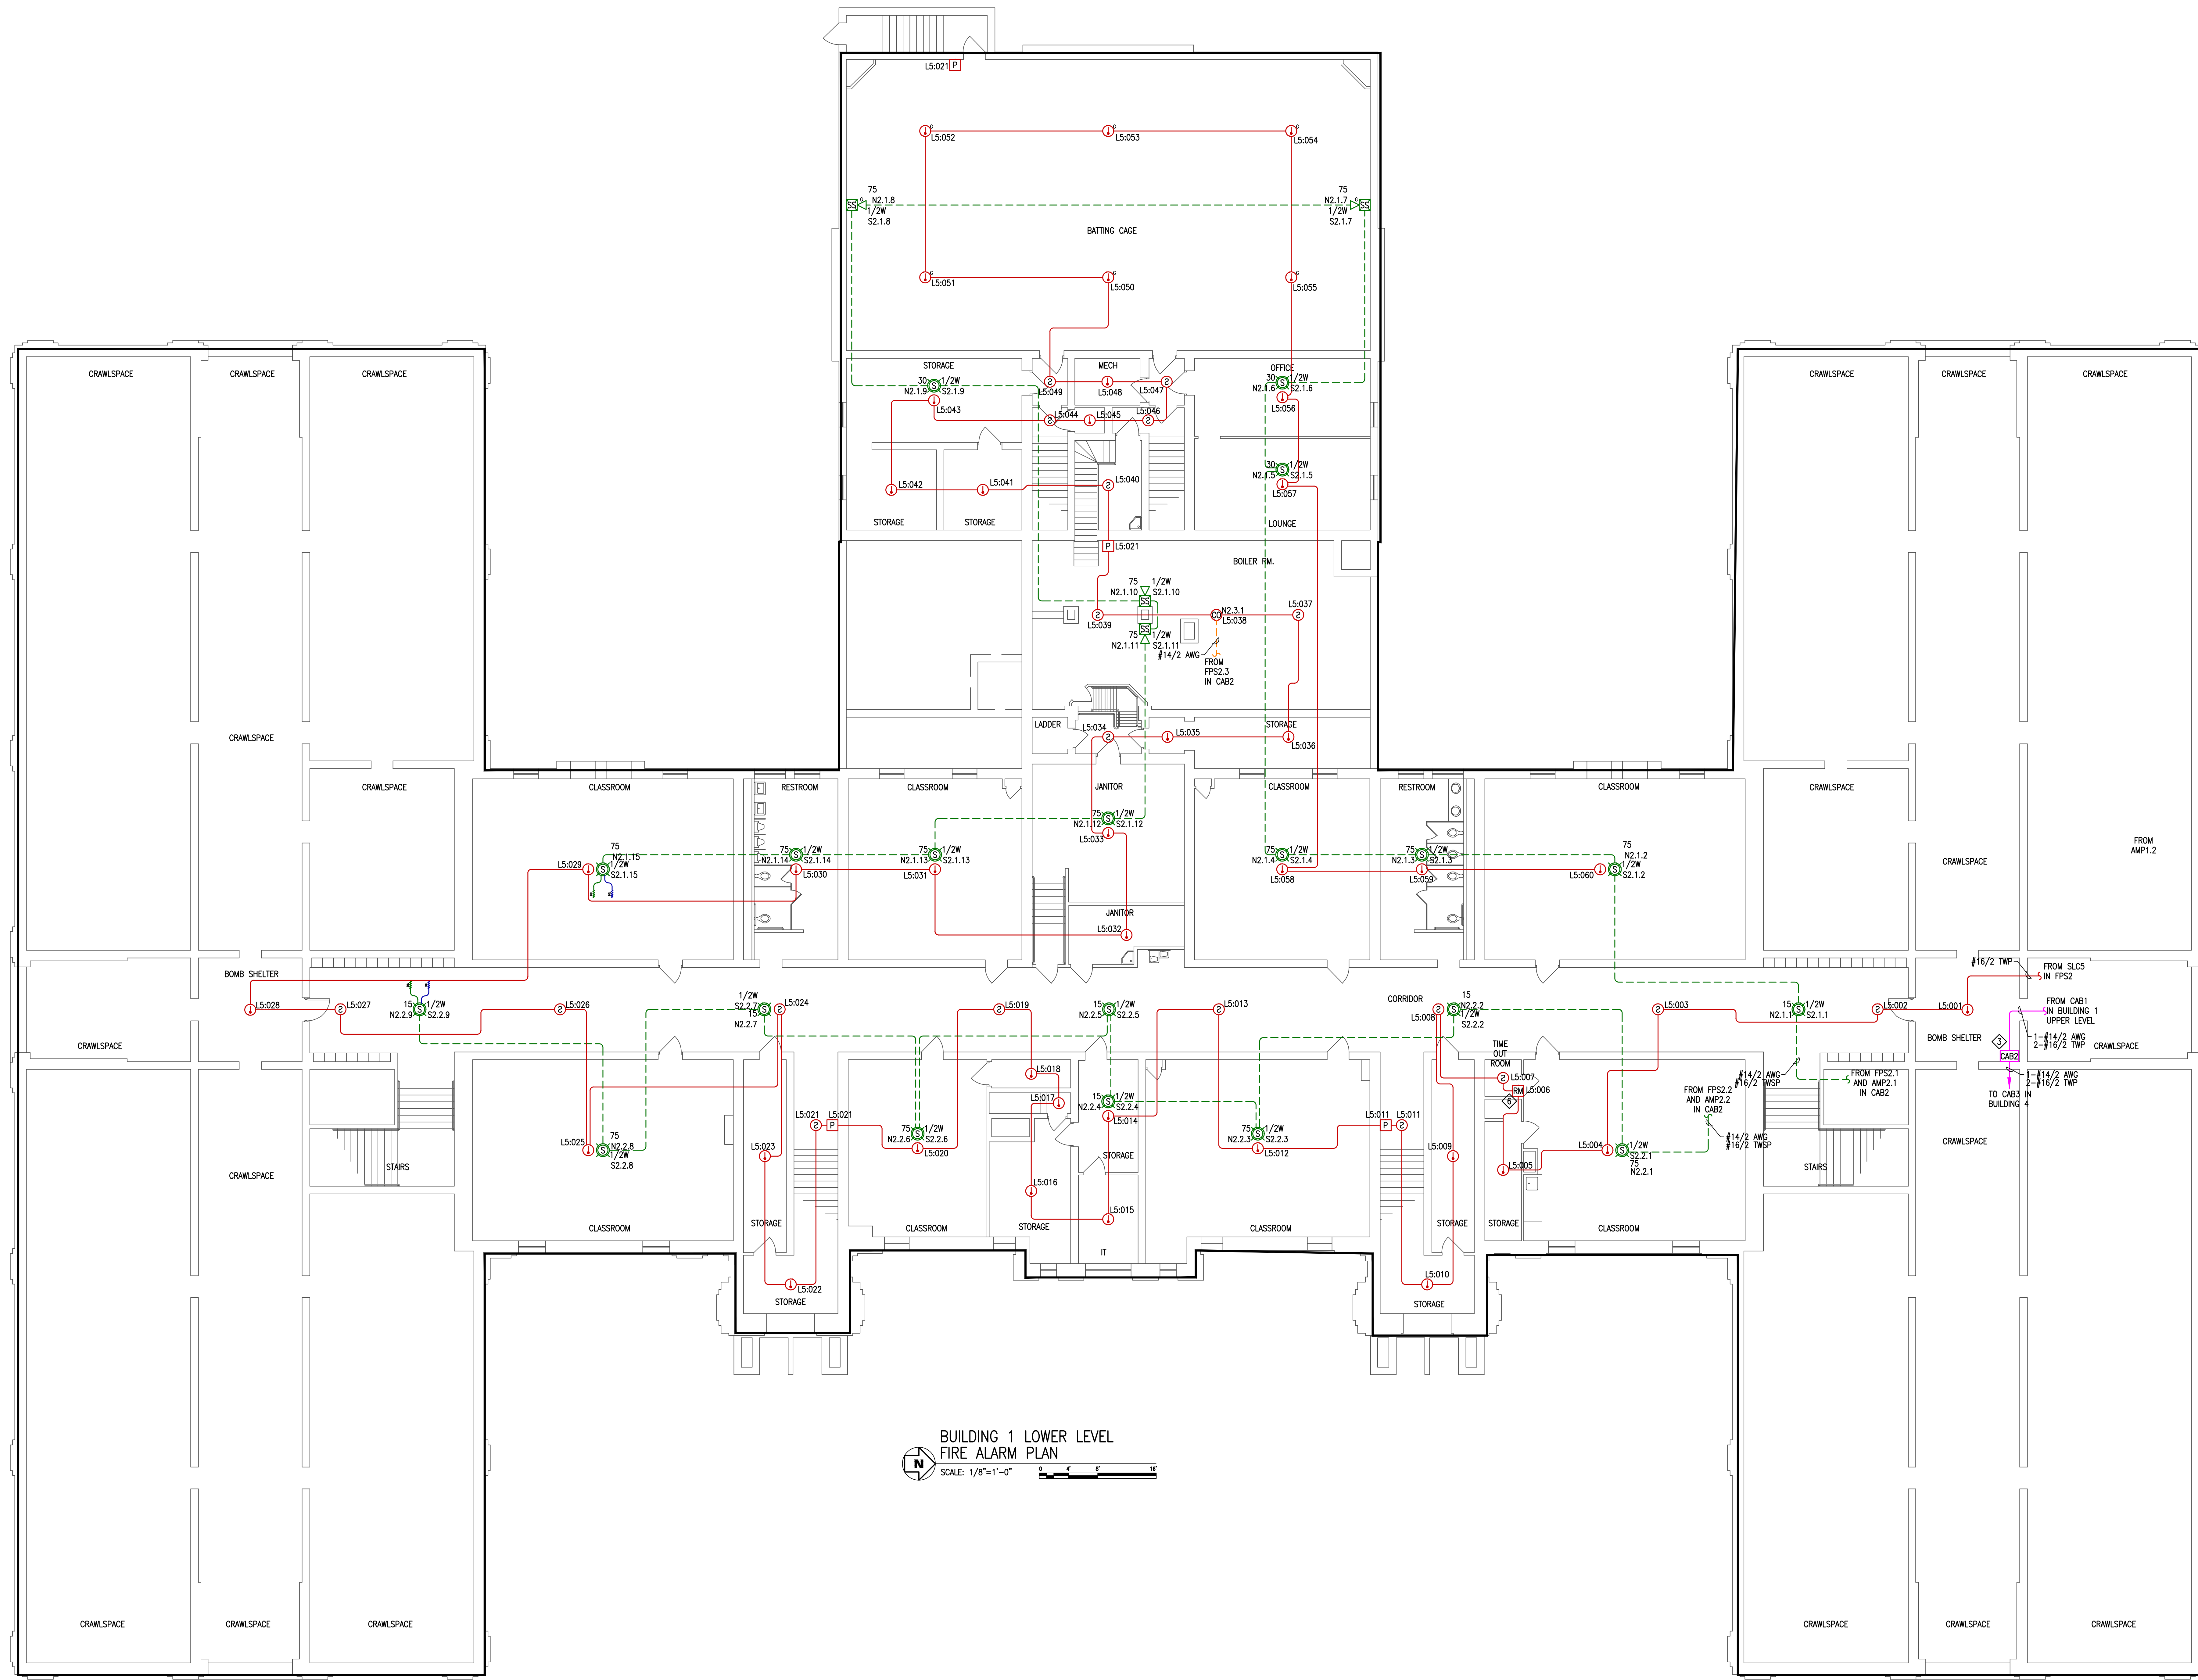 L5:021 P
L5:052
L5:053
L5:054
75
N2.1.8
SS
G
1/2W
S2.1.8
75
N2.1.7
G
SS
1/2W
S2.1.7
BATTING CAGE
L5:051
L5:050
L5:055
CRAWLSPACE
CRAWLSPACE
CRAWLSPACE
STORAGE
30 S 1/2W
N2.1.9 S2.1.9
L5:043
MECH
L5:049
L5:048
L5:047
L5:044
L5:045
L5:046
OFFICE
30 S 1/2W
N2.1.6 S2.1.6
L5:056
CRAWLSPACE
CRAWLSPACE
CRAWLSPACE
30 S 1/2W
N2.1.5 S2.1.5
L5:057
L5:042
L5:041
L5:040
STORAGE
STORAGE
LOUNGE
P L5:021
BOILER RM.
75 1/2W
N2.1.10 S2.1.10
SS
L5:039
CO N2.3.1
L5:038
L5:037
SS
75 1/2W
N2.1.11 S2.1.11
#14/2 AWG
FROM
FPS2.3
IN CAB2
LADDER
L5:034
L5:035
STORAGE
L5:036
CRAWLSPACE
CRAWLSPACE
CLASSROOM
RESTROOM
CLASSROOM
JANITOR
CLASSROOM
RESTROOM
CLASSROOM
CRAWLSPACE
75
N2.1.15
L5:029
S 1/2W
S2.1.15
75 S 1/2W
N2.1.14 S2.1.14
L5:030
75 S 1/2W
N2.1.13 S2.1.13
L5:031
75 S 1/2W
N2.1.12 S2.1.12
L5:033
75 S 1/2W
N2.1.4 S2.1.4
L5:058
75 S 1/2W
N2.1.3 S2.1.3
L5:059
75
N2.1.2
L5:060
S 1/2W
S2.1.2
CRAWLSPACE
FROM
AMP1.2
JANITOR
L5:032
BOMB SHELTER
L5:028
L5:027
15 S 1/2W
N2.2.9 S2.2.9
L5:026
1/2W
S2.2.7 S
15
N2.2.7
L5:024
L5:019
15 S 1/2W
N2.2.5 S2.2.5
L5:013
CORRIDOR
L5:008
15
N2.2.2
S 1/2W
S2.2.2
L5:003
15 S 1/2W
N2.1.1 S2.1.1
L5:002
L5:001
#16/2 TWP
FROM SLC5
IN FPS2
FROM CAB1
IN BUILDING 1
UPPER LEVEL
BOMB SHELTER
1-#14/2 AWG
2-#16/2 TWP
CRAWLSPACE
3
CAB2
1-#14/2 AWG
2-#16/2 TWP
TO CAB3 IN
BUILDING 4
CRAWLSPACE
TIME
OUT
ROOM
L5:007
RM L5:006
6
#14/2 AWG
#16/2 TWSP
FROM FPS2.1
AND AMP2.1
IN CAB2
FROM FPS2.2
AND AMP2.2
IN CAB2
#14/2 AWG
#16/2 TWSP
L5:018
L5:017
15 S 1/2W
N2.2.4 S2.2.4
L5:014
L5:025
75
N2.2.8
S 1/2W
S2.2.8
L5:023
L5:021
L5:021
P
75 S 1/2W
N2.2.6 S2.2.6
L5:020
75 S 1/2W
N2.2.3 S2.2.3
L5:012
L5:011
P
L5:011
L5:009
L5:005
L5:004
S 1/2W
S2.2.1
75
N2.2.1
CRAWLSPACE
STAIRS
CRAWLSPACE
STAIRS
STORAGE
L5:016
L5:015
CLASSROOM
STORAGE
CLASSROOM
STORAGE
IT
CLASSROOM
STORAGE
STORAGE
CLASSROOM
L5:022
STORAGE
L5:010
STORAGE
BUILDING 1 LOWER LEVEL
FIRE ALARM PLAN
N
SCALE: 1/8"=1'-0"
0 4' 8' 16'
CRAWLSPACE
CRAWLSPACE
CRAWLSPACE
CRAWLSPACE
CRAWLSPACE
CRAWLSPACE